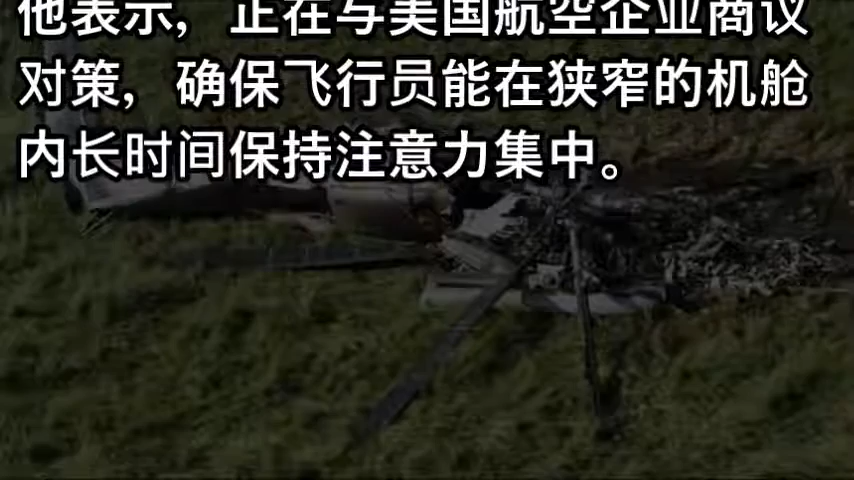 他表示，正在与美国航空企业商议
对策，确保飞行员能在狭窄的机舱
内长时间保持注意力集中。